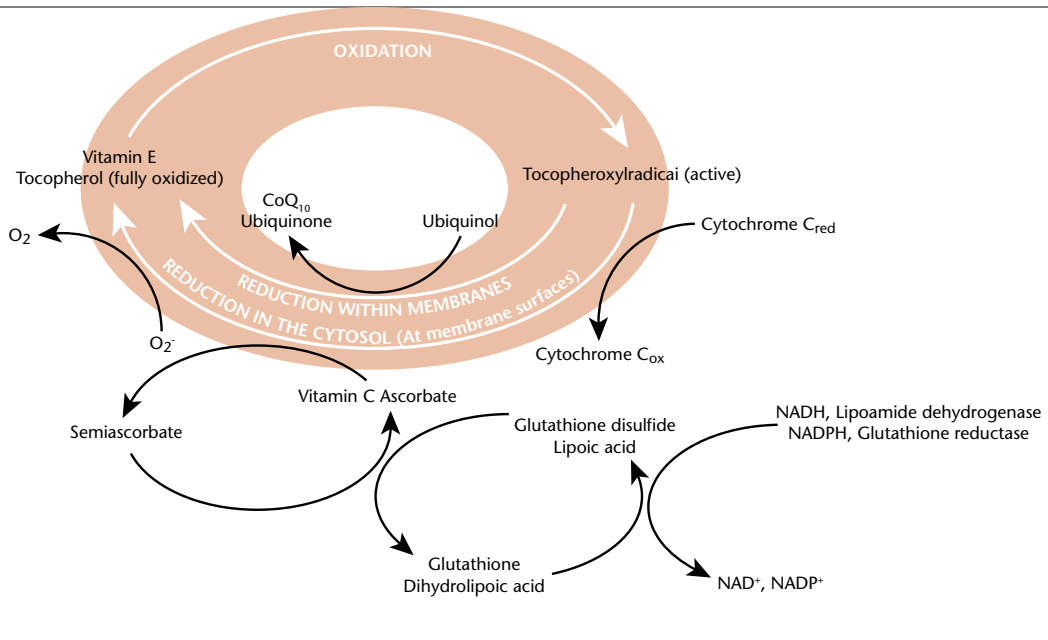 OXIDATION
Vitamin E
Tocopherol (fully oxidized)
Tocopheroxylradicai (active)
CoQ10
Ubiquinone
Ubiquinol
O2
Cytochrome Cred
REDUCTION WITHIN MEMBRANES
REDUCTION IN THE CYTOSOL (At membrane surfaces)
O2-
Cytochrome Cox
Vitamin C Ascorbate
Semiascorbate
Glutathione disulfide
Lipoic acid
NADH, Lipoamide dehydrogenase
NADPH, Glutathione reductase
Glutathione
Dihydrolipoic acid
NAD+, NADP+